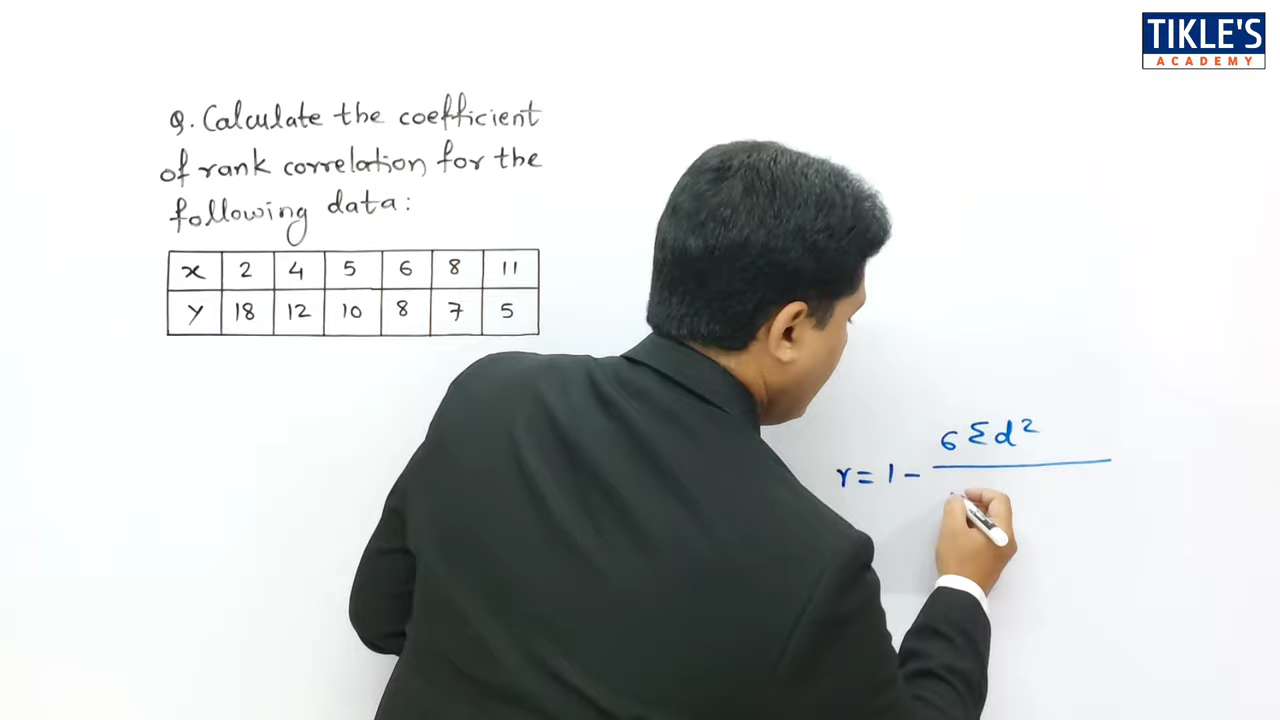 TIKLE'S
ACADEMY
Q. Calculate the coefficient
of rank correlation for the
following data:
x 2 4 5 6 8 11
y 18 12 10 8 7 5
6 Σd²
r = 1 -